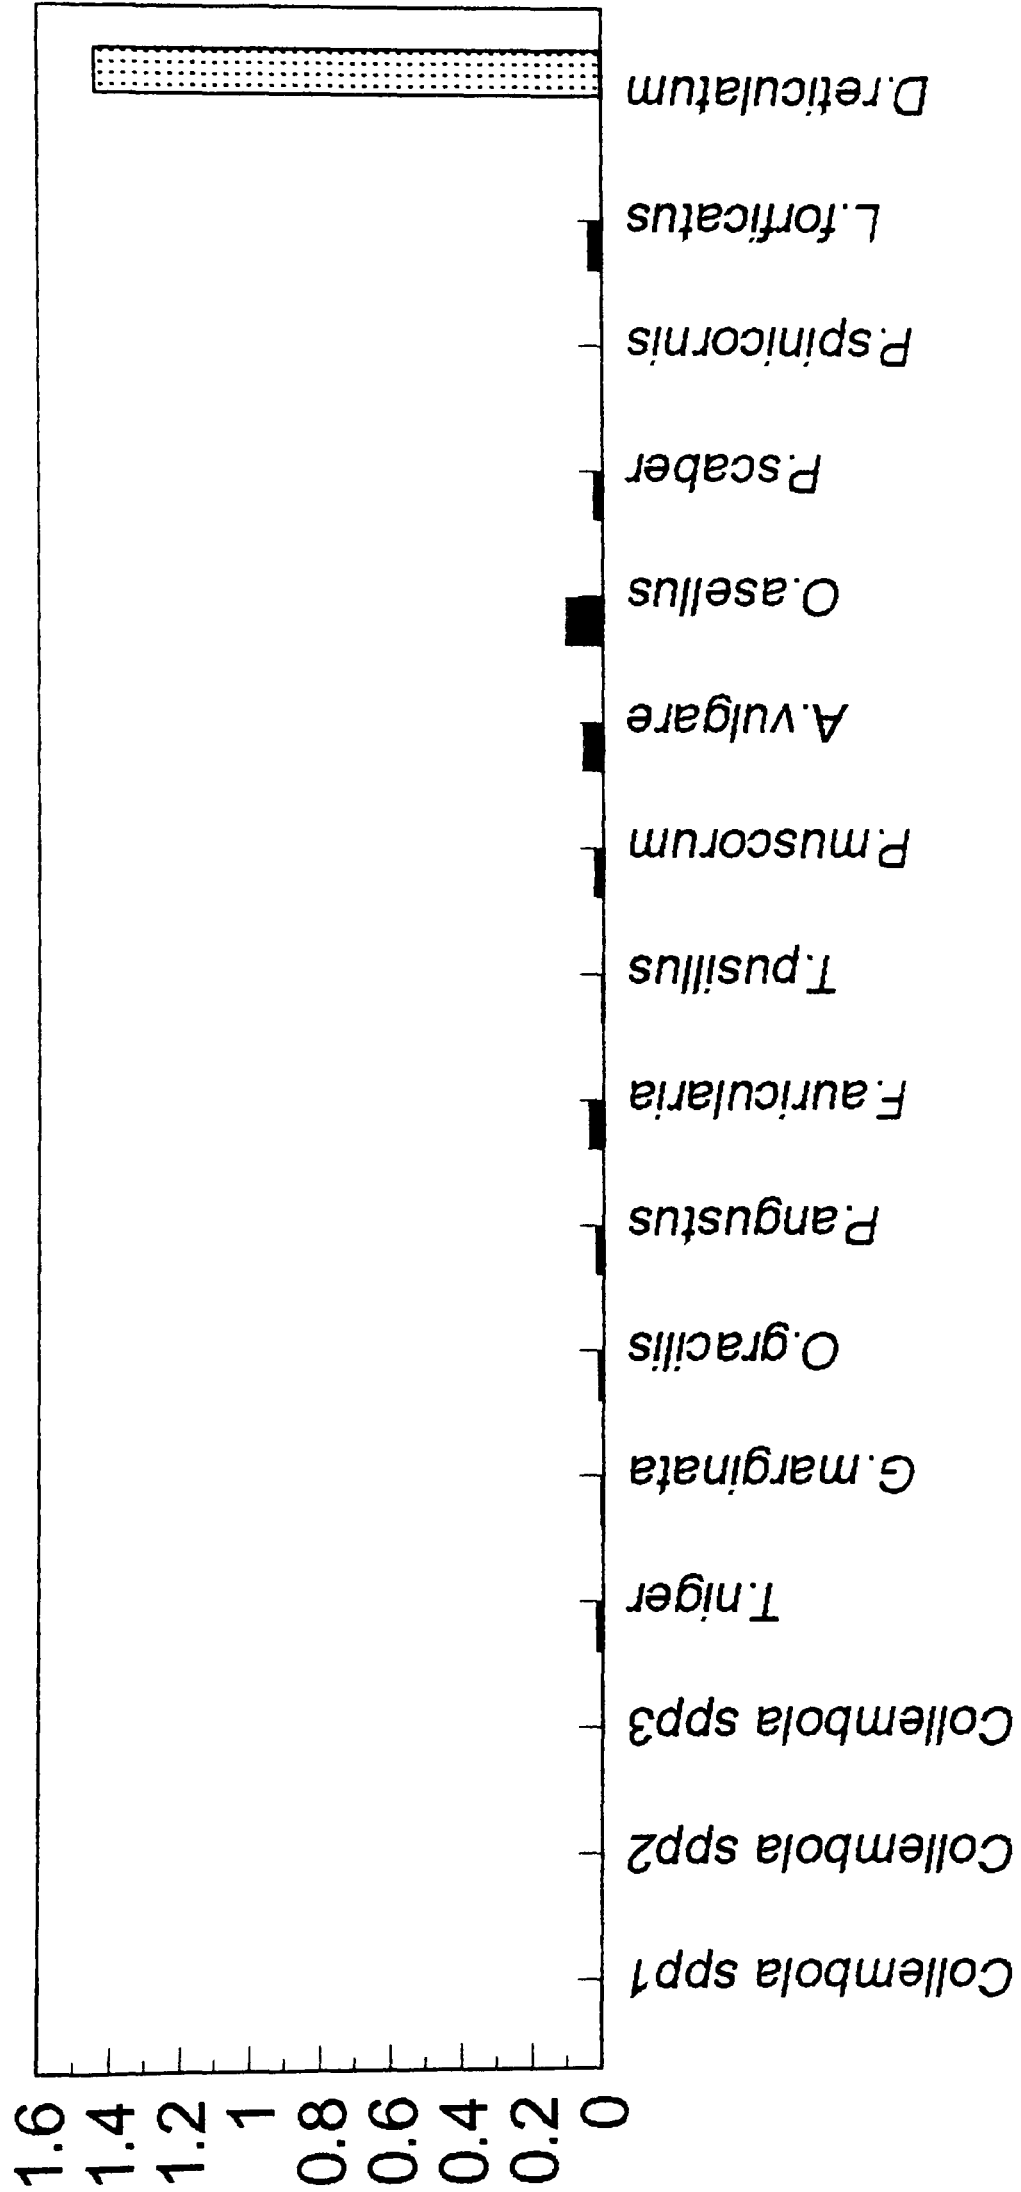 D.reticulatum
L.forficatus
P.spinicornis
P.scaber
O.asellus
A.vulgare
P.muscorum
T.pusillus
F.auricularia
P.angustus
O.gracilis
G.marginata
T.niger
Collembola spp3
Collembola spp2
Collembola spp1
1.6
1.4
1.2
1
0.8
0.6
0.4
0.2
0